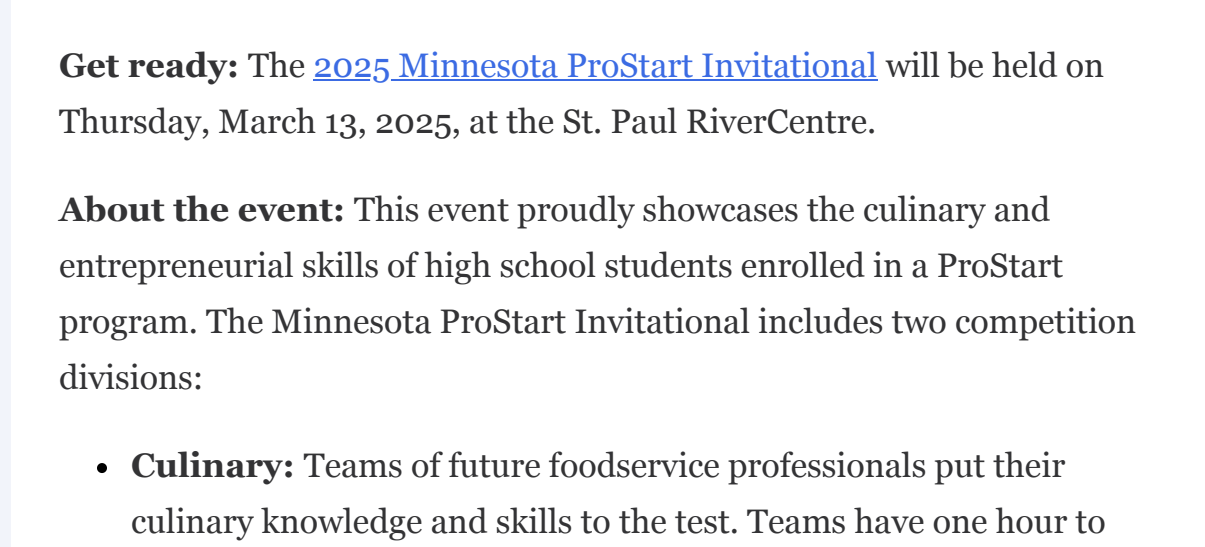 Get ready: The 2025 Minnesota ProStart Invitational will be held on
Thursday, March 13, 2025, at the St. Paul RiverCentre.
About the event: This event proudly showcases the culinary and
entrepreneurial skills of high school students enrolled in a ProStart
program. The Minnesota ProStart Invitational includes two competition
divisions:
• Culinary: Teams of future foodservice professionals put their
culinary knowledge and skills to the test. Teams have one hour to